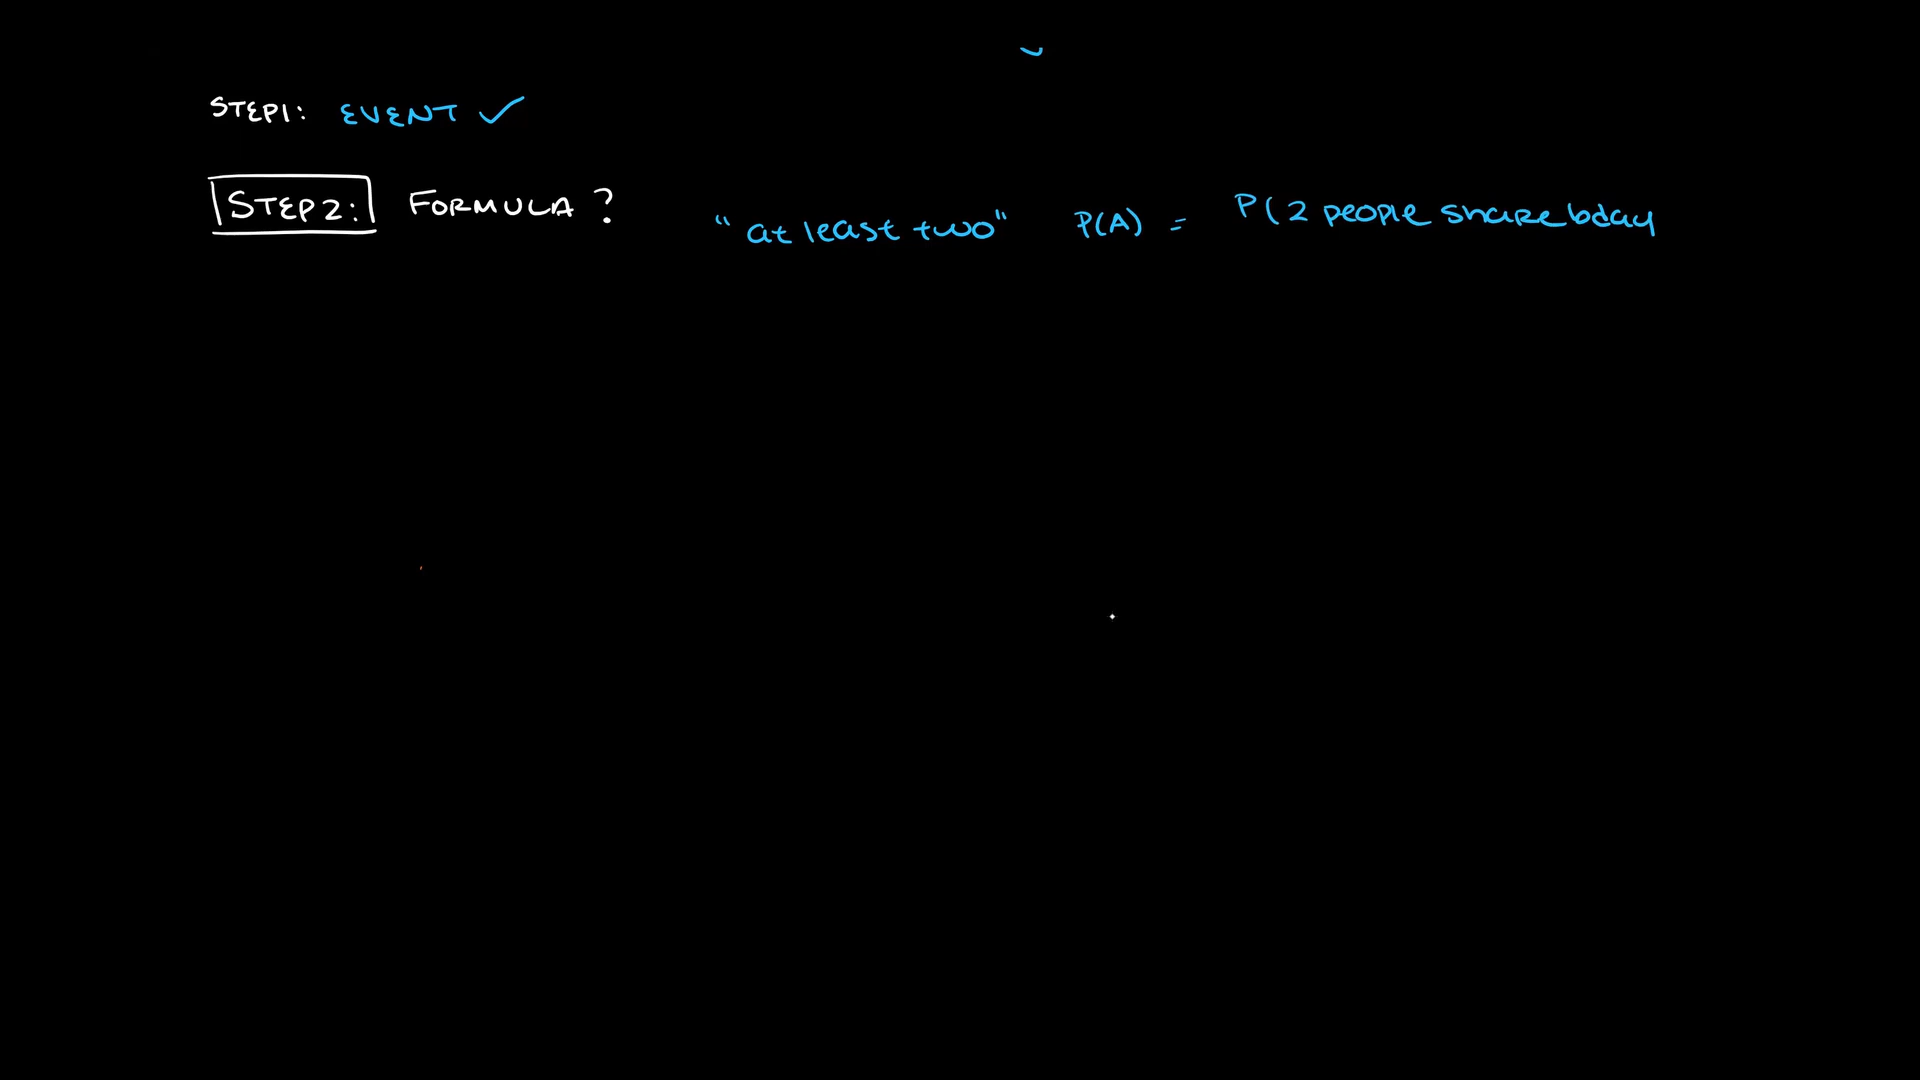 STEP1: EVENT ✓
STEP2: FORMULA ? "at least two" P(A) = P(2 people share bday